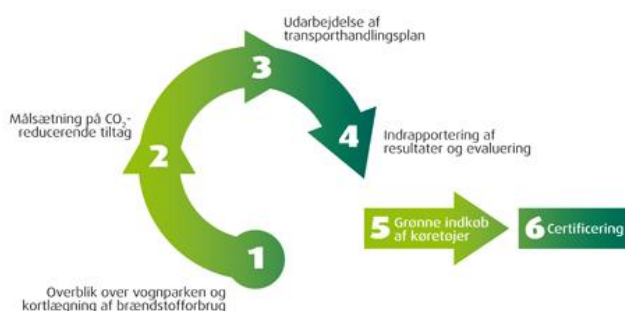 1
Overblik over vognparken og
kortlægning af brændstofforbrug
2
Målsætning på CO₂-
reducerende tiltag
3
Udarbejdelse af
transporthandlingsplan
4
Indrapportering af
resultater og evaluering
5 Grønne indkøb
af køretøjer
6 Certificering